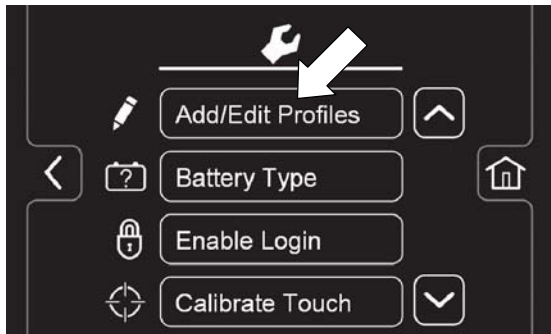 Add/Edit Profiles
Battery Type
?
Enable Login
Calibrate Touch